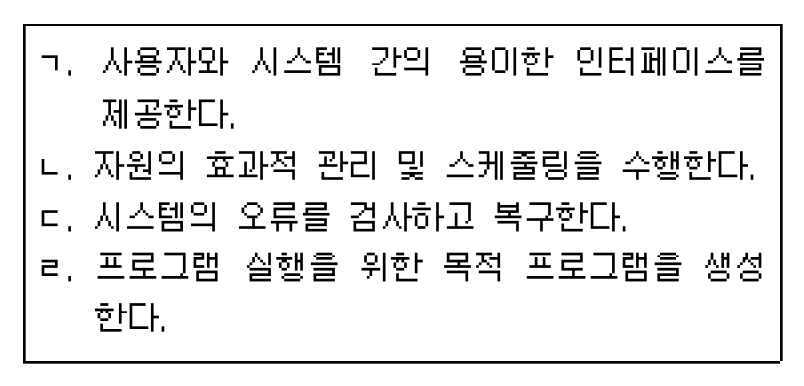 ㄱ. 사용자와 시스템 간의 용이한 인터페이스를
제공한다.
ㄴ. 자원의 효과적 관리 및 스케줄링을 수행한다.
ㄷ. 시스템의 오류를 검사하고 복구한다.
ㄹ. 프로그램 실행을 위한 목적 프로그램을 생성
한다.